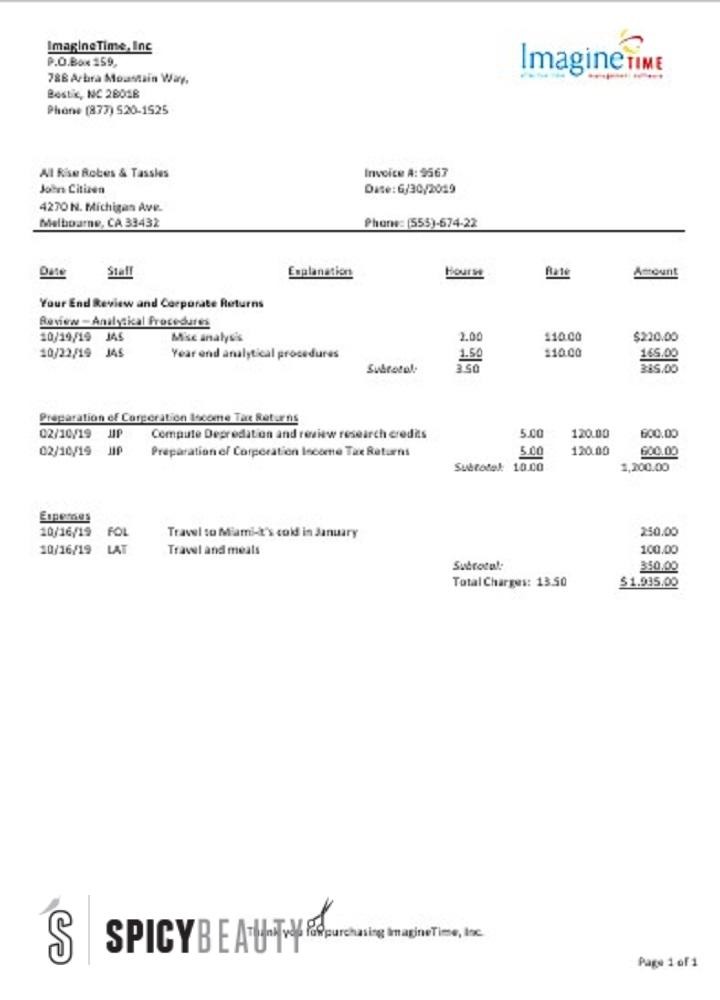 ImagineTime, Inc
P.O.Box 159,
788 Arbra Mountain Way,
Bostic, NC 28018
Phone (877) 520-1525
ImagineTIME
management software
All Rise Robes & Tassles
Invoice #: 9567
John Citizen
Date: 6/30/2019
4270 N. Michigan Ave.
Melbourne, CA 33432
Phone: (555)-674-22
Date Staff Explanation Hourse Rate Amount
Your End Review and Corporate Returns
Review – Analytical Procedures
10/19/19 JAS Misc analysis 2.00 110.00 $220.00
10/22/19 JAS Year end analytical procedures 1.50 110.00 165.00
Subtotal: 3.50 385.00
Preparation of Corporation Income Tax Returns
02/10/19 JJP Compute Depredation and review research credits 5.00 120.00 600.00
02/10/19 JJP Preparation of Corporation Income Tax Returns 5.00 120.00 600.00
Subtotal: 10.00 1,200.00
Expenses
10/16/19 FOL Travel to Miami-it's cold in January 250.00
10/16/19 LAT Travel and meals 100.00
Subtotal: 350.00
Total Charges: 13.50 $1.935.00
SPICYBEAUTY
Thank you for purchasing ImagineTime, Inc.
Page 1 of 1